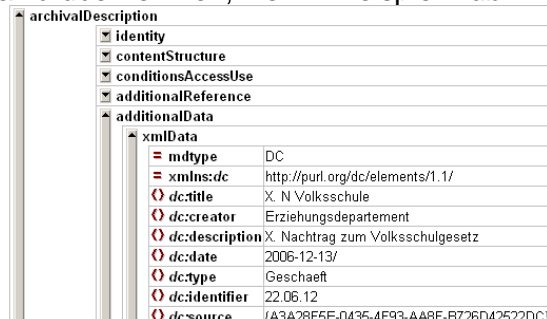 archivalDescription
identity
contentStructure
conditionsAccessUse
additionalReference
additionalData
xmlData
= mdtype DC
= xmlns:dc http://purl.org/dc/elements/1.1/
dc:title X. N Volksschule
dc:creator Erziehungsdepartement
dc:description X. Nachtrag zum Volksschulgesetz
dc:date 2006-12-13/
dc:type Geschaeft
dc:identifier 22.06.12
dc:source